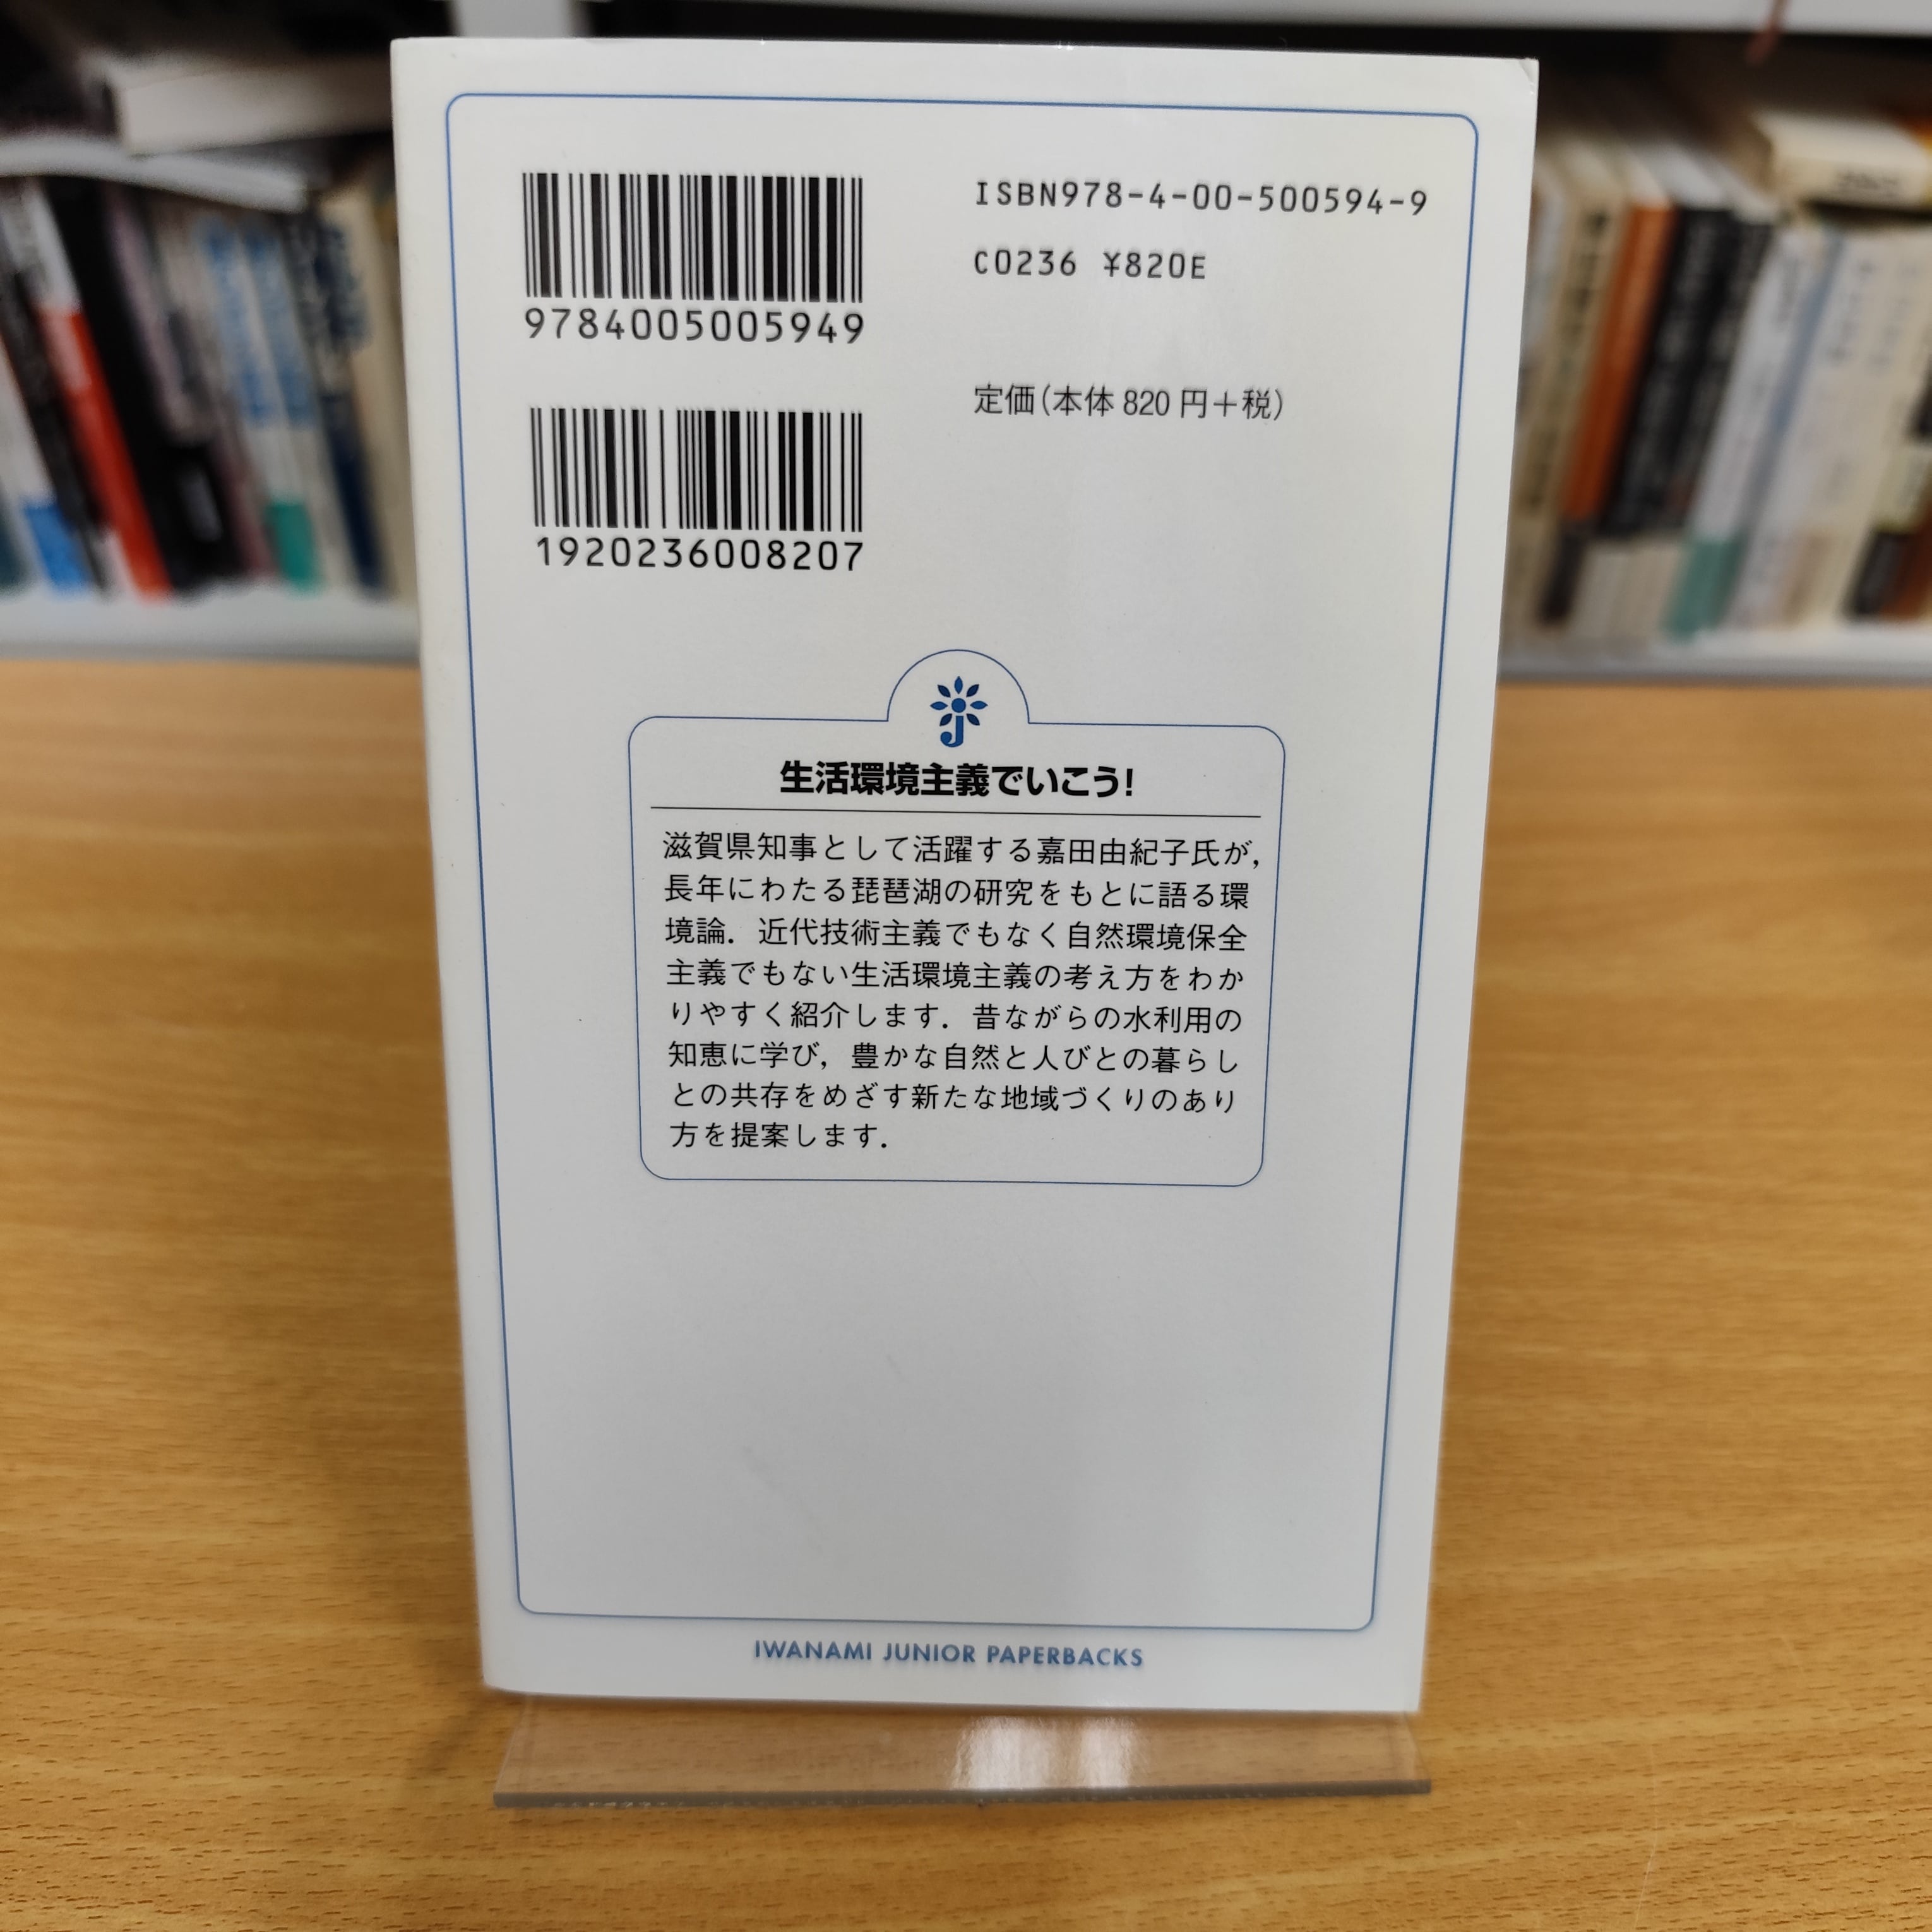 9784005005949
1920236008207
ISBN978-4-00-500594-9
C0236 ¥820E
定価(本体820円+税)
生活環境主義でいこう!
滋賀県知事として活躍する嘉田由紀子氏が,
長年にわたる琵琶湖の研究をもとに語る環
境論. 近代技術主義でもなく自然環境保全
主義でもない生活環境主義の考え方をわか
りやすく紹介します. 昔ながらの水利用の
知恵に学び, 豊かな自然と人びとの暮らし
との共存をめざす新たな地域づくりのあり
方を提案します.
IWANAMI JUNIOR PAPERBACKS